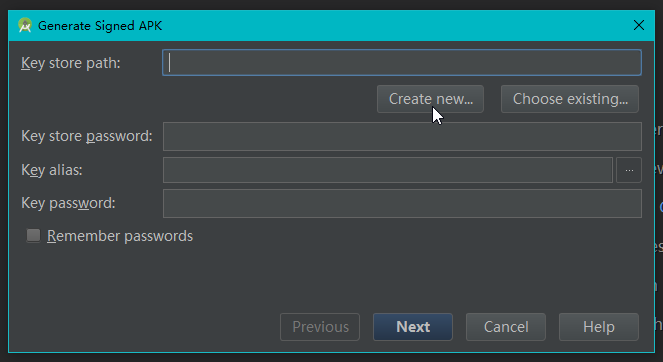 Generate Signed APK
Key store path:
Create new... Choose existing...
Key store password:
Key alias:
...
Key password:
Remember passwords
Previous Next Cancel Help